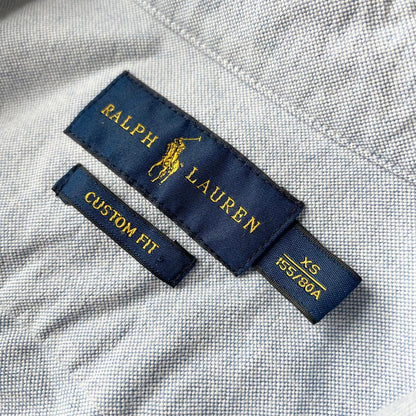 RALPH LAUREN
CUSTOM FIT
XS
155/80A